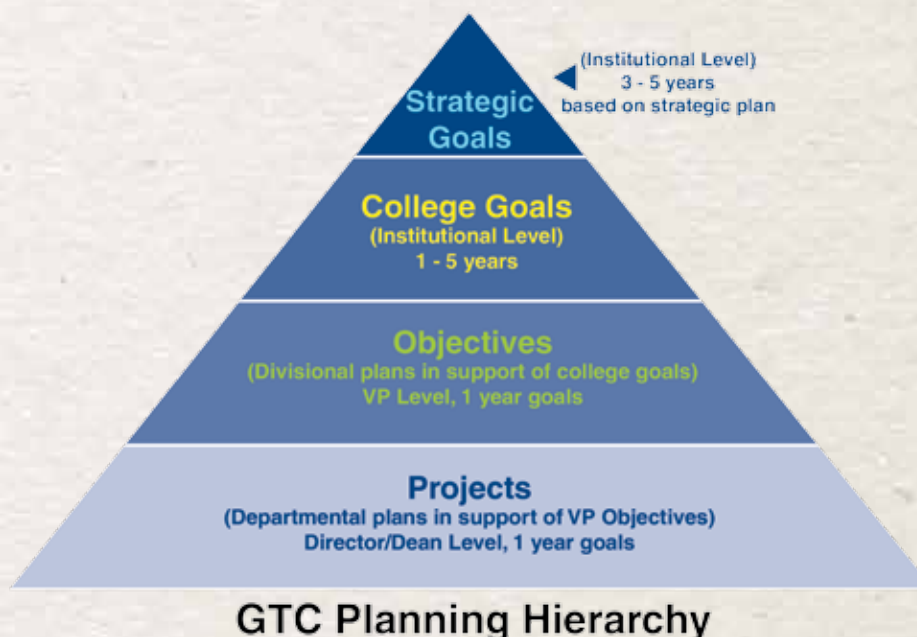 Strategic
Goals
(Institutional Level)
3 - 5 years
based on strategic plan
College Goals
(Institutional Level)
1 - 5 years
Objectives
(Divisional plans in support of college goals)
VP Level, 1 year goals
Projects
(Departmental plans in support of VP Objectives)
Director/Dean Level, 1 year goals
GTC Planning Hierarchy